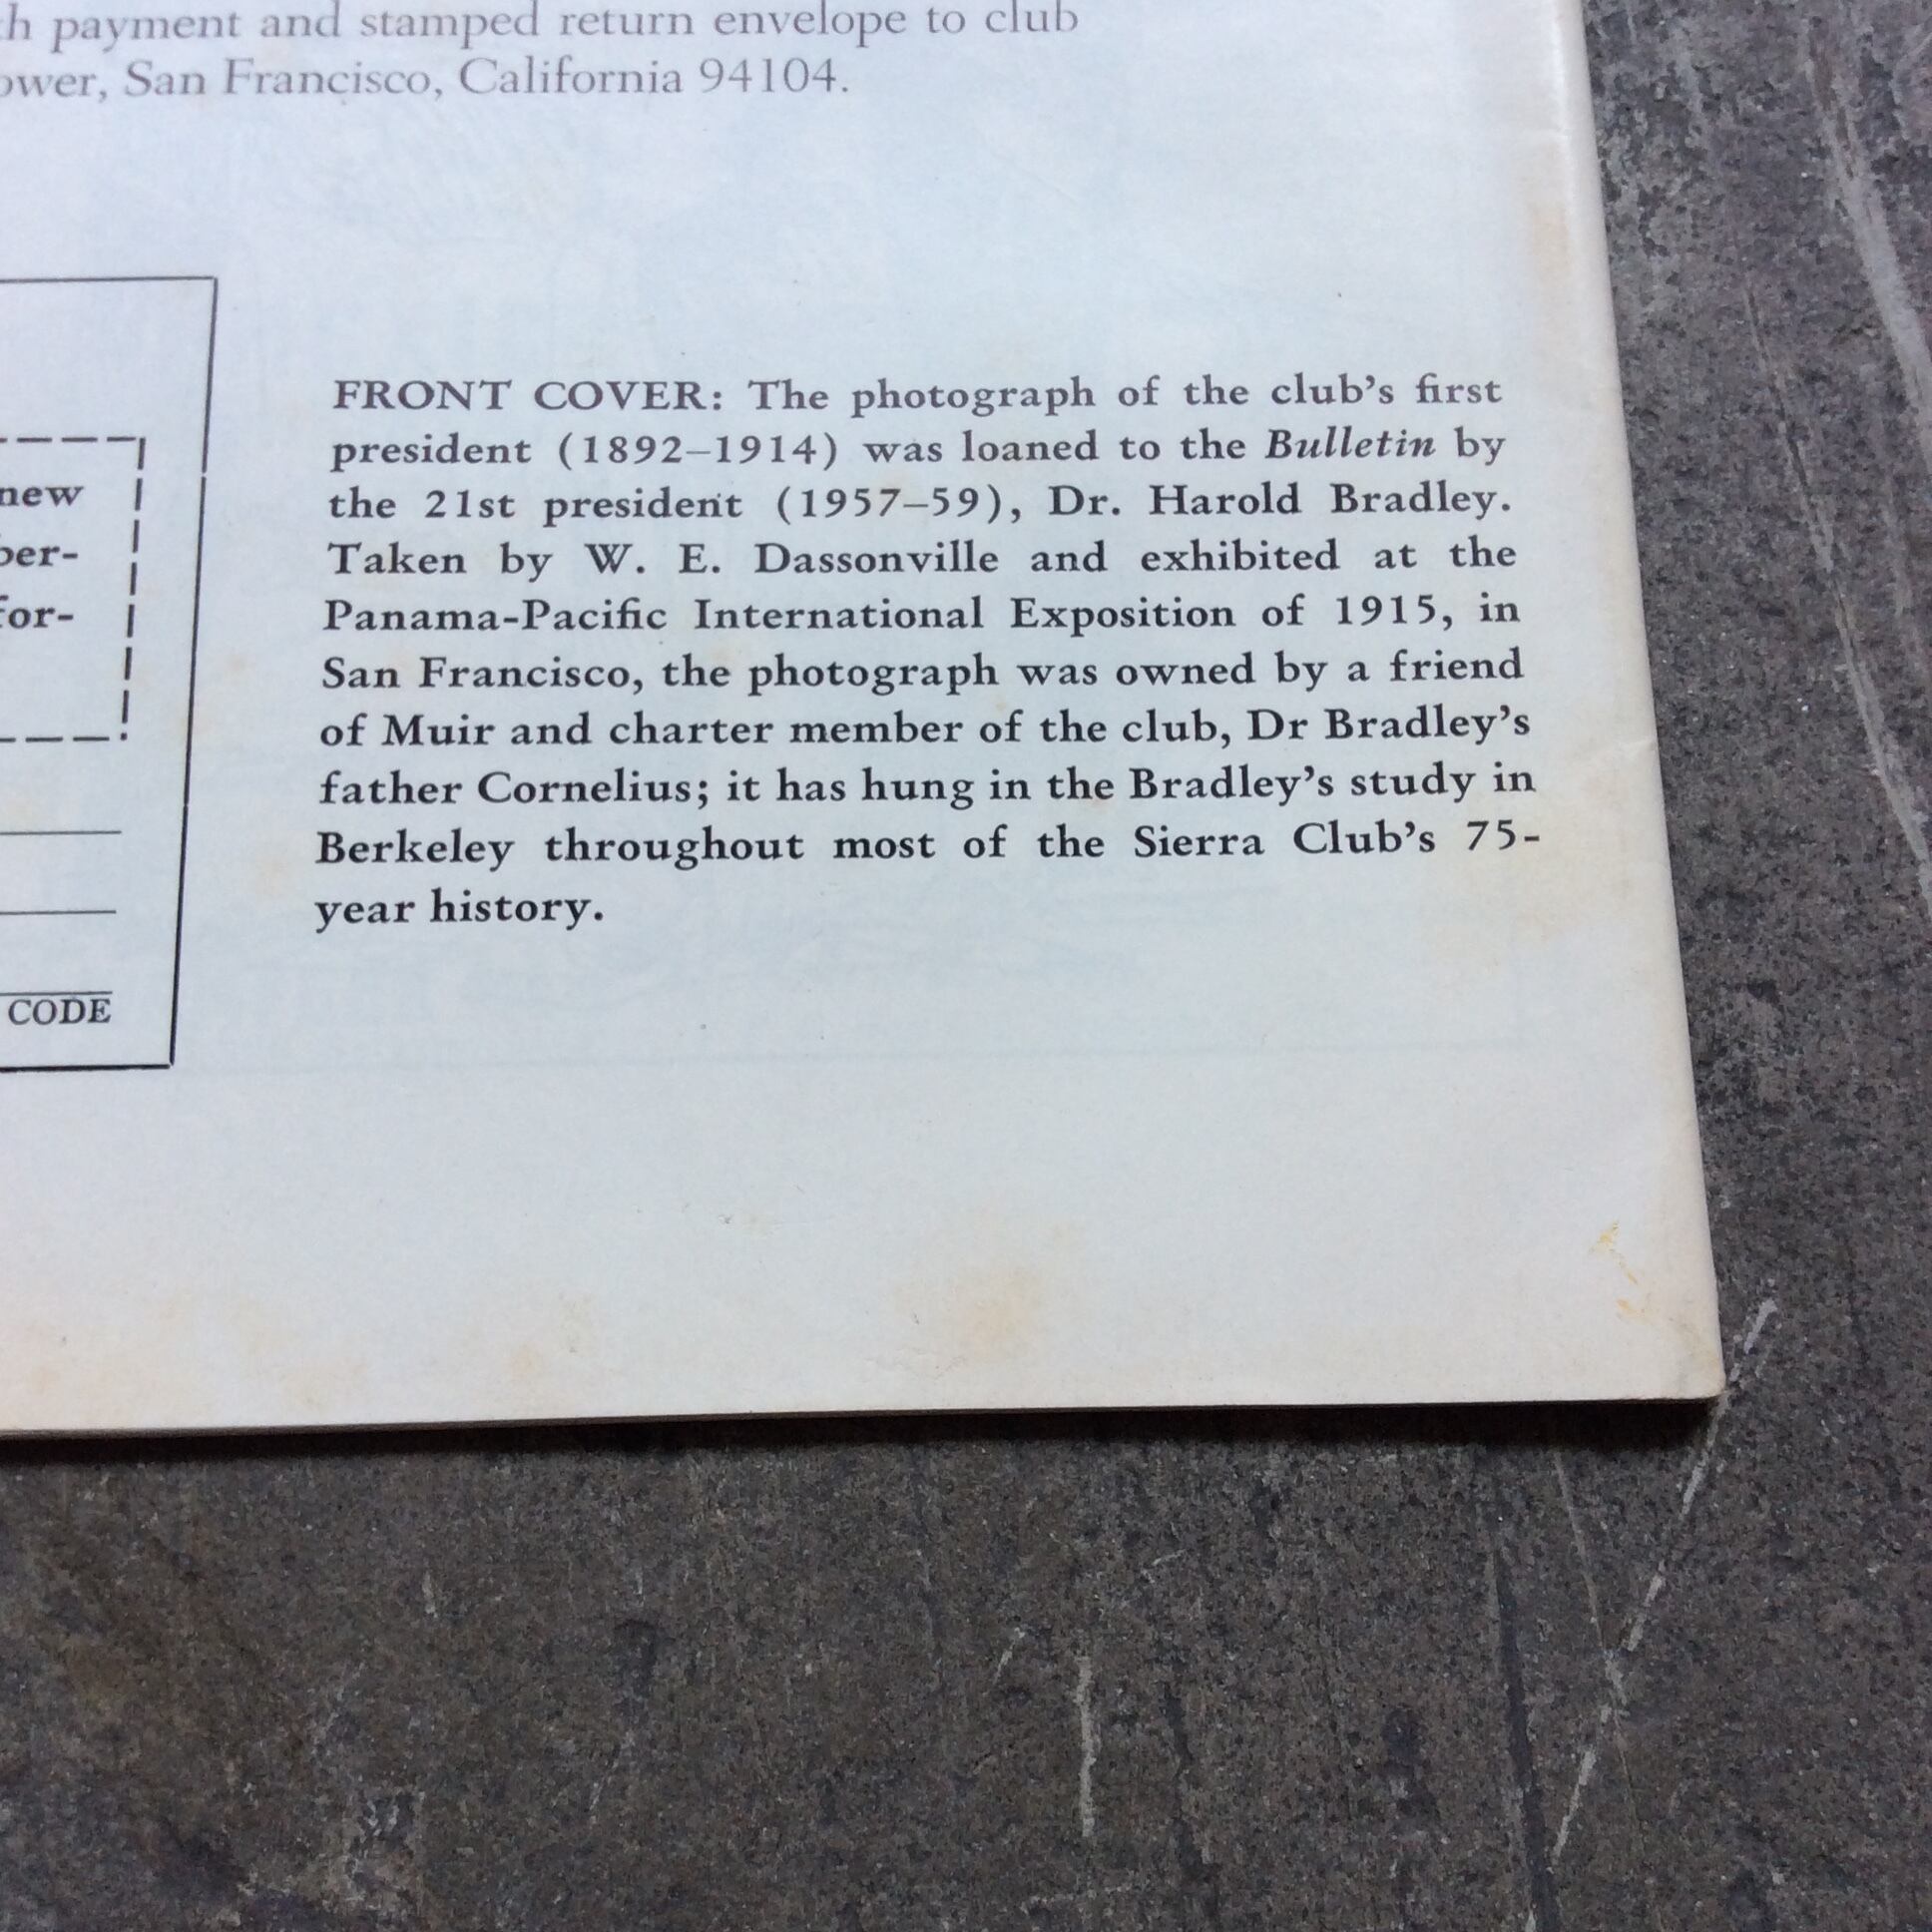 payment and stamped return envelope to club
San Francisco, California 94104.
new
CODE
FRONT COVER: The photograph of the club's first
president (1892–1914) was loaned to the Bulletin by
the 21st president (1957–59), Dr. Harold Bradley.
Taken by W. E. Dassonville and exhibited at the
Panama-Pacific International Exposition of 1915, in
San Francisco, the photograph was owned by a friend
of Muir and charter member of the club, Dr Bradley's
father Cornelius; it has hung in the Bradley's study in
Berkeley throughout most of the Sierra Club's 75-
year history.